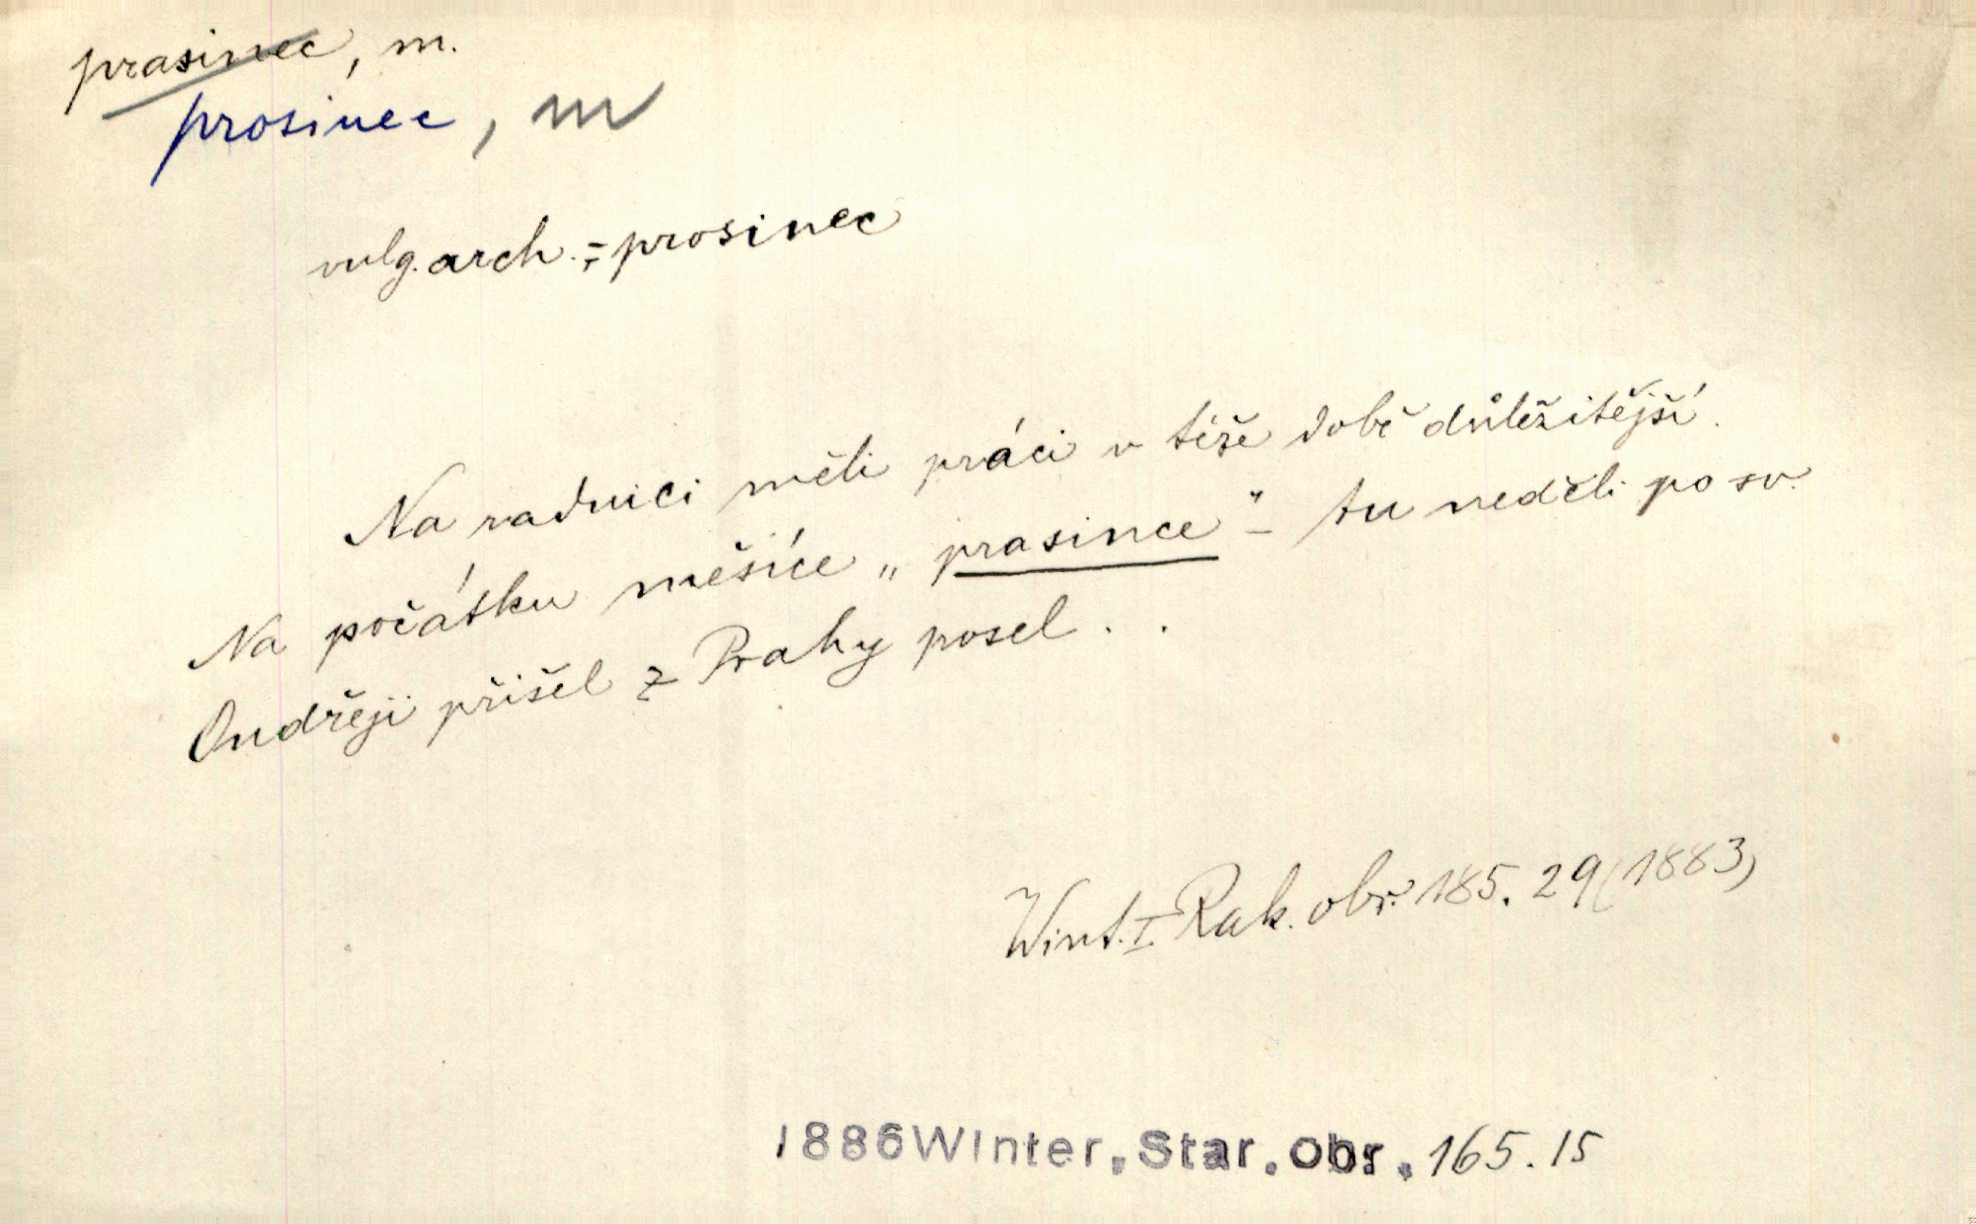 prasinec, m.
prosinec, m
vulg. arch. = prosinec
Na radnici měli práci v téže době důležitější.
Na počátku měsíce „prasince" – tu neděli po sv.
Ondřeji přišel z Prahy posel . .
Wint. I. Rak. obr. 185. 29 (1883)
1886 Winter, Star. obr. 165.15